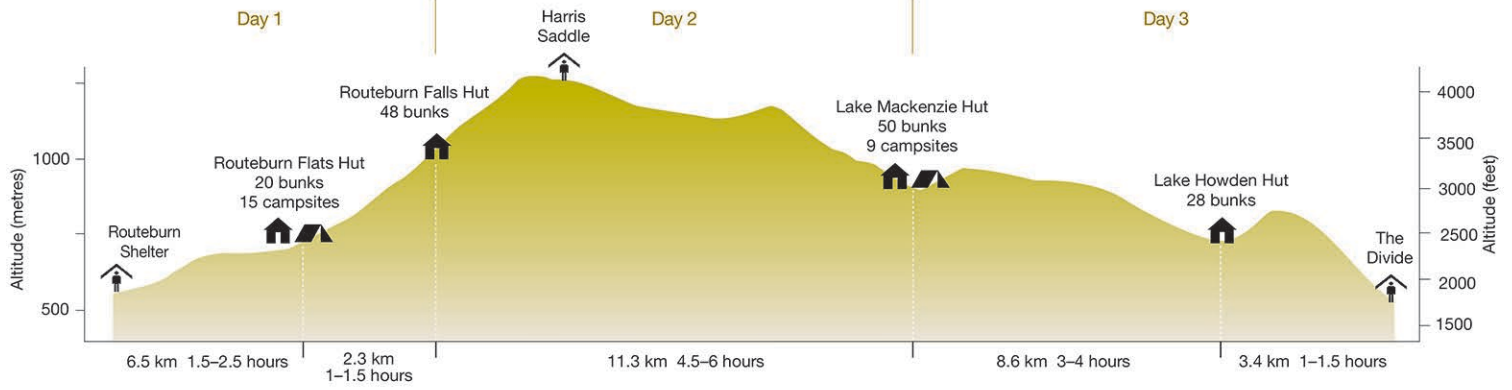 Day 1
Day 2
Day 3
Harris
Saddle
Routeburn Falls Hut
48 bunks
Lake Mackenzie Hut
50 bunks
9 campsites
Routeburn Flats Hut
20 bunks
15 campsites
Lake Howden Hut
28 bunks
Routeburn
Shelter
The
Divide
Altitude (metres)
1000
500
Altitude (feet)
4000
3500
3000
2500
2000
1500
6.5 km 1.5–2.5 hours
2.3 km
1–1.5 hours
11.3 km 4.5–6 hours
8.6 km 3–4 hours
3.4 km 1–1.5 hours